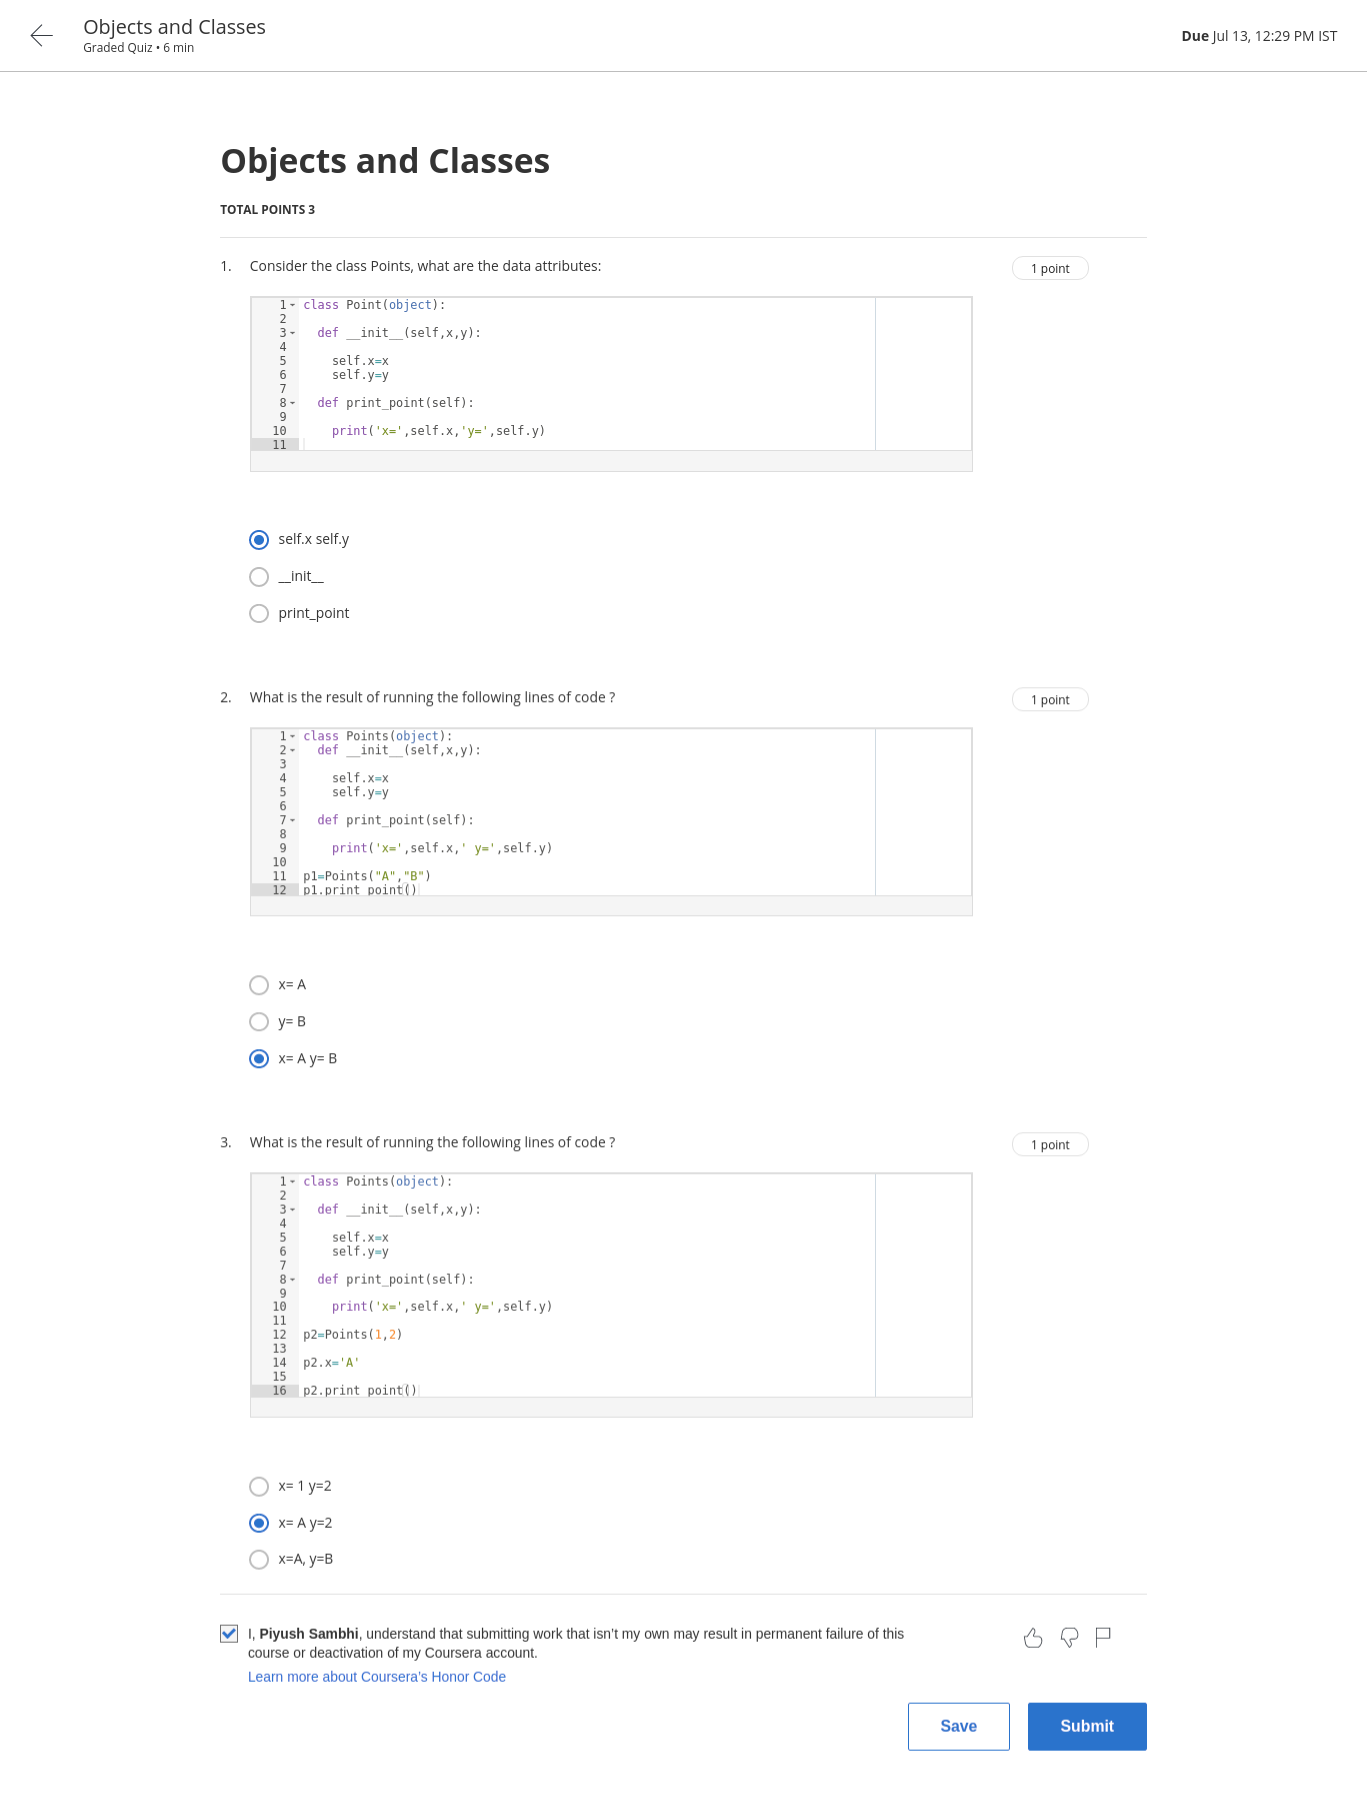 Objects and Classes
Graded Quiz • 6 min
Due Jul 13, 12:29 PM IST
Objects and Classes
TOTAL POINTS 3
1. Consider the class Points, what are the data attributes:
1 point
1 class Point(object):
2
3   def __init__(self,x,y):
4
5     self.x=x
6     self.y=y
7
8   def print_point(self):
9
10     print('x=',self.x,'y=',self.y)
11
self.x self.y
__init__
print_point
2. What is the result of running the following lines of code ?
1 point
1 class Points(object):
2   def __init__(self,x,y):
3
4     self.x=x
5     self.y=y
6
7   def print_point(self):
8
9     print('x=',self.x,' y=',self.y)
10
11 p1=Points("A","B")
12 p1.print_point()
x= A
y= B
x= A y= B
3. What is the result of running the following lines of code ?
1 point
1 class Points(object):
2
3   def __init__(self,x,y):
4
5     self.x=x
6     self.y=y
7
8   def print_point(self):
9
10     print('x=',self.x,' y=',self.y)
11
12 p2=Points(1,2)
13
14 p2.x='A'
15
16 p2.print_point()
x= 1 y=2
x= A y=2
x=A, y=B
I, Piyush Sambhi, understand that submitting work that isn't my own may result in permanent failure of this
course or deactivation of my Coursera account.
Learn more about Coursera's Honor Code
Save
Submit